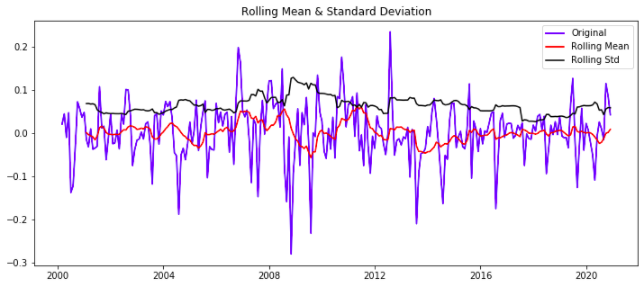 Rolling Mean & Standard Deviation
Original
Rolling Mean
Rolling Std
0.2
0.1
0.0
−0.1
−0.2
−0.3
2000 2004 2008 2012 2016 2020